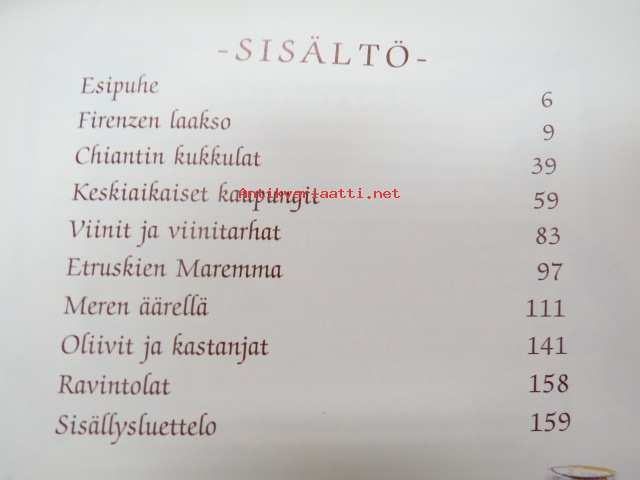 -SISÄLTÖ-
Esipuhe 6
Firenzen laakso 9
Chiantin kukkulat 39
Keskiaikaiset kaupungit 59
Antikvariaatti.net
Viinit ja viinitarhat 83
Etruskien Maremma 97
Meren äärellä 111
Oliivit ja kastanjat 141
Ravintolat 158
Sisällysluettelo 159